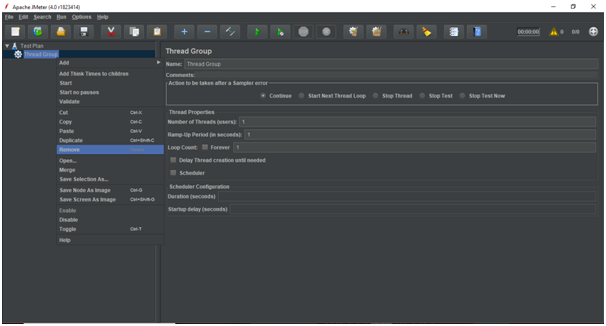 Apache JMeter (4.0 r1823414)
File Edit Search Run Options Help
00:00:00 0 0/0
Test Plan
Thread Group
Add
Add Think Times to children
Start
Start no pauses
Validate
Cut Ctrl-X
Copy Ctrl-C
Paste Ctrl-V
Duplicate Ctrl+Shift-C
Remove
Open...
Merge
Save Selection As...
Save Node As Image Ctrl-G
Save Screen As Image Ctrl+Shift-G
Enable
Disable
Toggle Ctrl-T
Help
Thread Group
Name: Thread Group
Comments:
Action to be taken after a Sampler error
Continue Start Next Thread Loop Stop Thread Stop Test Stop Test Now
Thread Properties
Number of Threads (users): 1
Ramp-Up Period (in seconds): 1
Loop Count: Forever 1
Delay Thread creation until needed
Scheduler
Scheduler Configuration
Duration (seconds)
Startup delay (seconds)